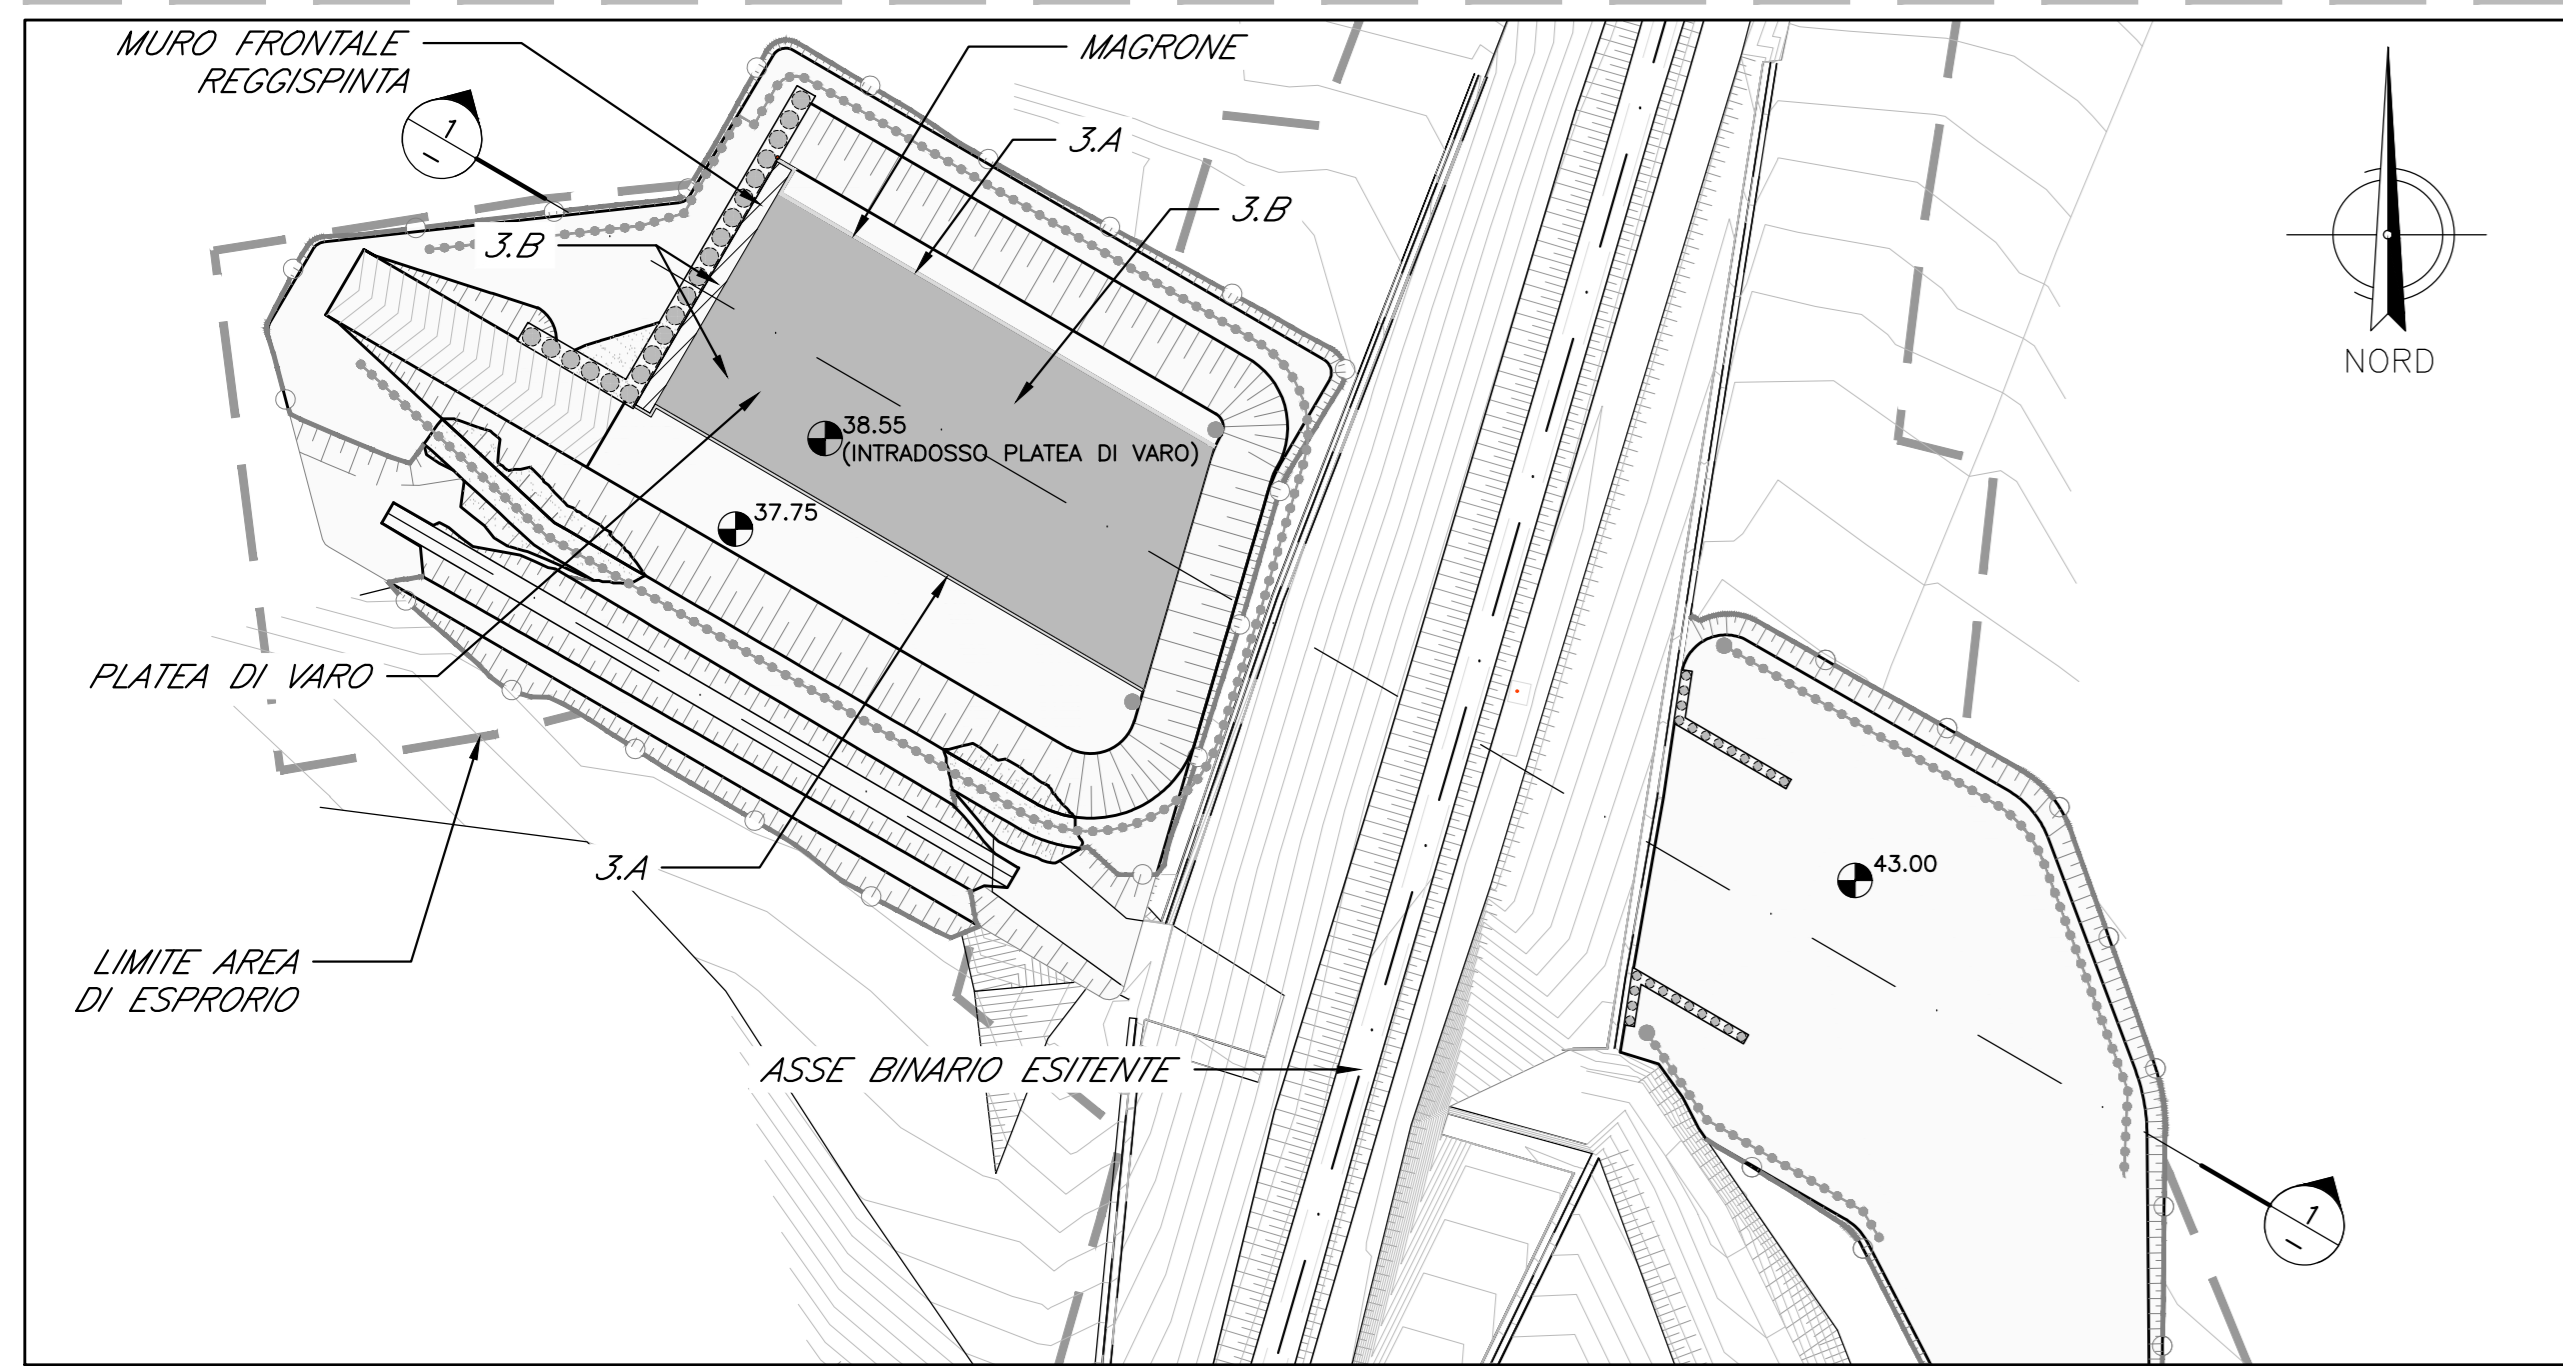 MURO FRONTALE
REGGISPINTA
MAGRONE
3.A
3.B
1
–
3.B
NORD
38.55
(INTRADOSSO PLATEA DI VARO)
37.75
PLATEA DI VARO
43.00
3.A
LIMITE AREA
DI ESPRORIO
ASSE BINARIO ESITENTE
1
–